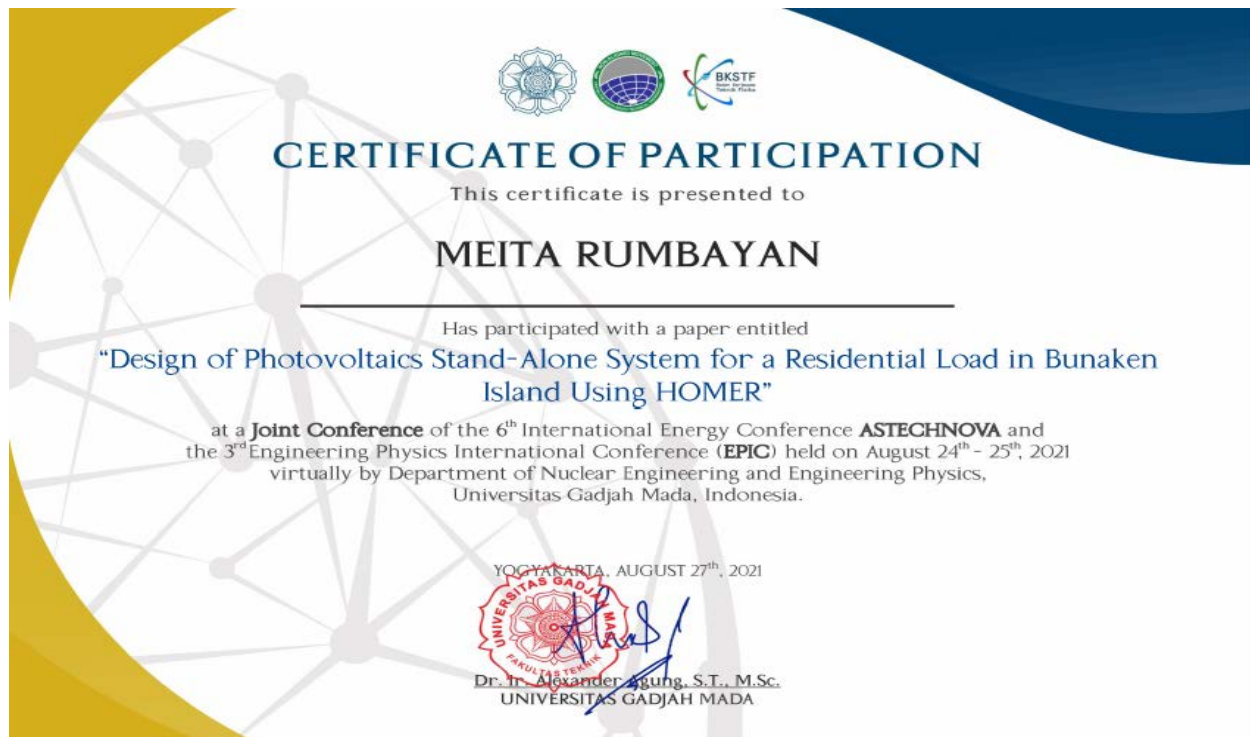 BKSTF
CERTIFICATE OF PARTICIPATION
This certificate is presented to
MEITA RUMBAYAN
Has participated with a paper entitled
“Design of Photovoltaics Stand-Alone System for a Residential Load in Bunaken
Island Using HOMER”
at a Joint Conference of the 6th International Energy Conference ASTECHNOVA and
the 3rd Engineering Physics International Conference (EPIC) held on August 24th - 25th, 2021
virtually by Department of Nuclear Engineering and Engineering Physics,
Universitas Gadjah Mada, Indonesia.
YOGYAKARTA, AUGUST 27th, 2021
UNIVERSITAS GADJAH MADA
FAKULTAS TEKNIK
Dr. Ir. Alexander Agung, S.T., M.Sc.
UNIVERSITAS GADJAH MADA